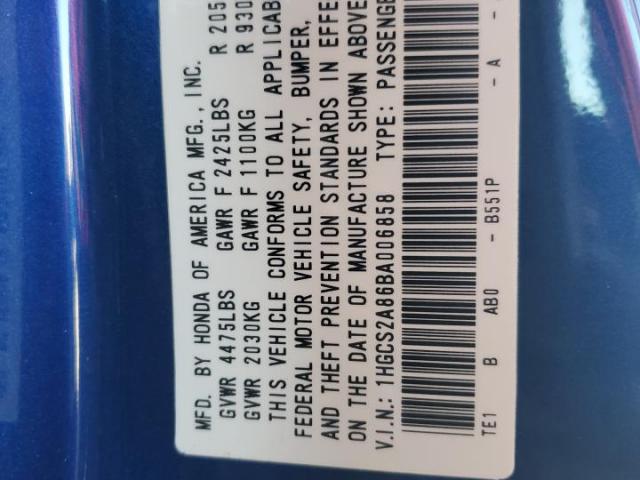 MFD. BY HONDA OF AMERICA MFG., INC.
GVWR 4475LBS GAWR F 2425LBS R 205
GVWR 2030KG GAWR F 1100KG R 930
THIS VEHICLE CONFORMS TO ALL APPLICAB
FEDERAL MOTOR VEHICLE SAFETY, BUMPER,
AND THEFT PREVENTION STANDARDS IN EFFE
ON THE DATE OF MANUFACTURE SHOWN ABOVE
V.I.N.: 1HGCS2A86BA006858 TYPE: PASSENGE
TE1 B AB0 - B551P - A -